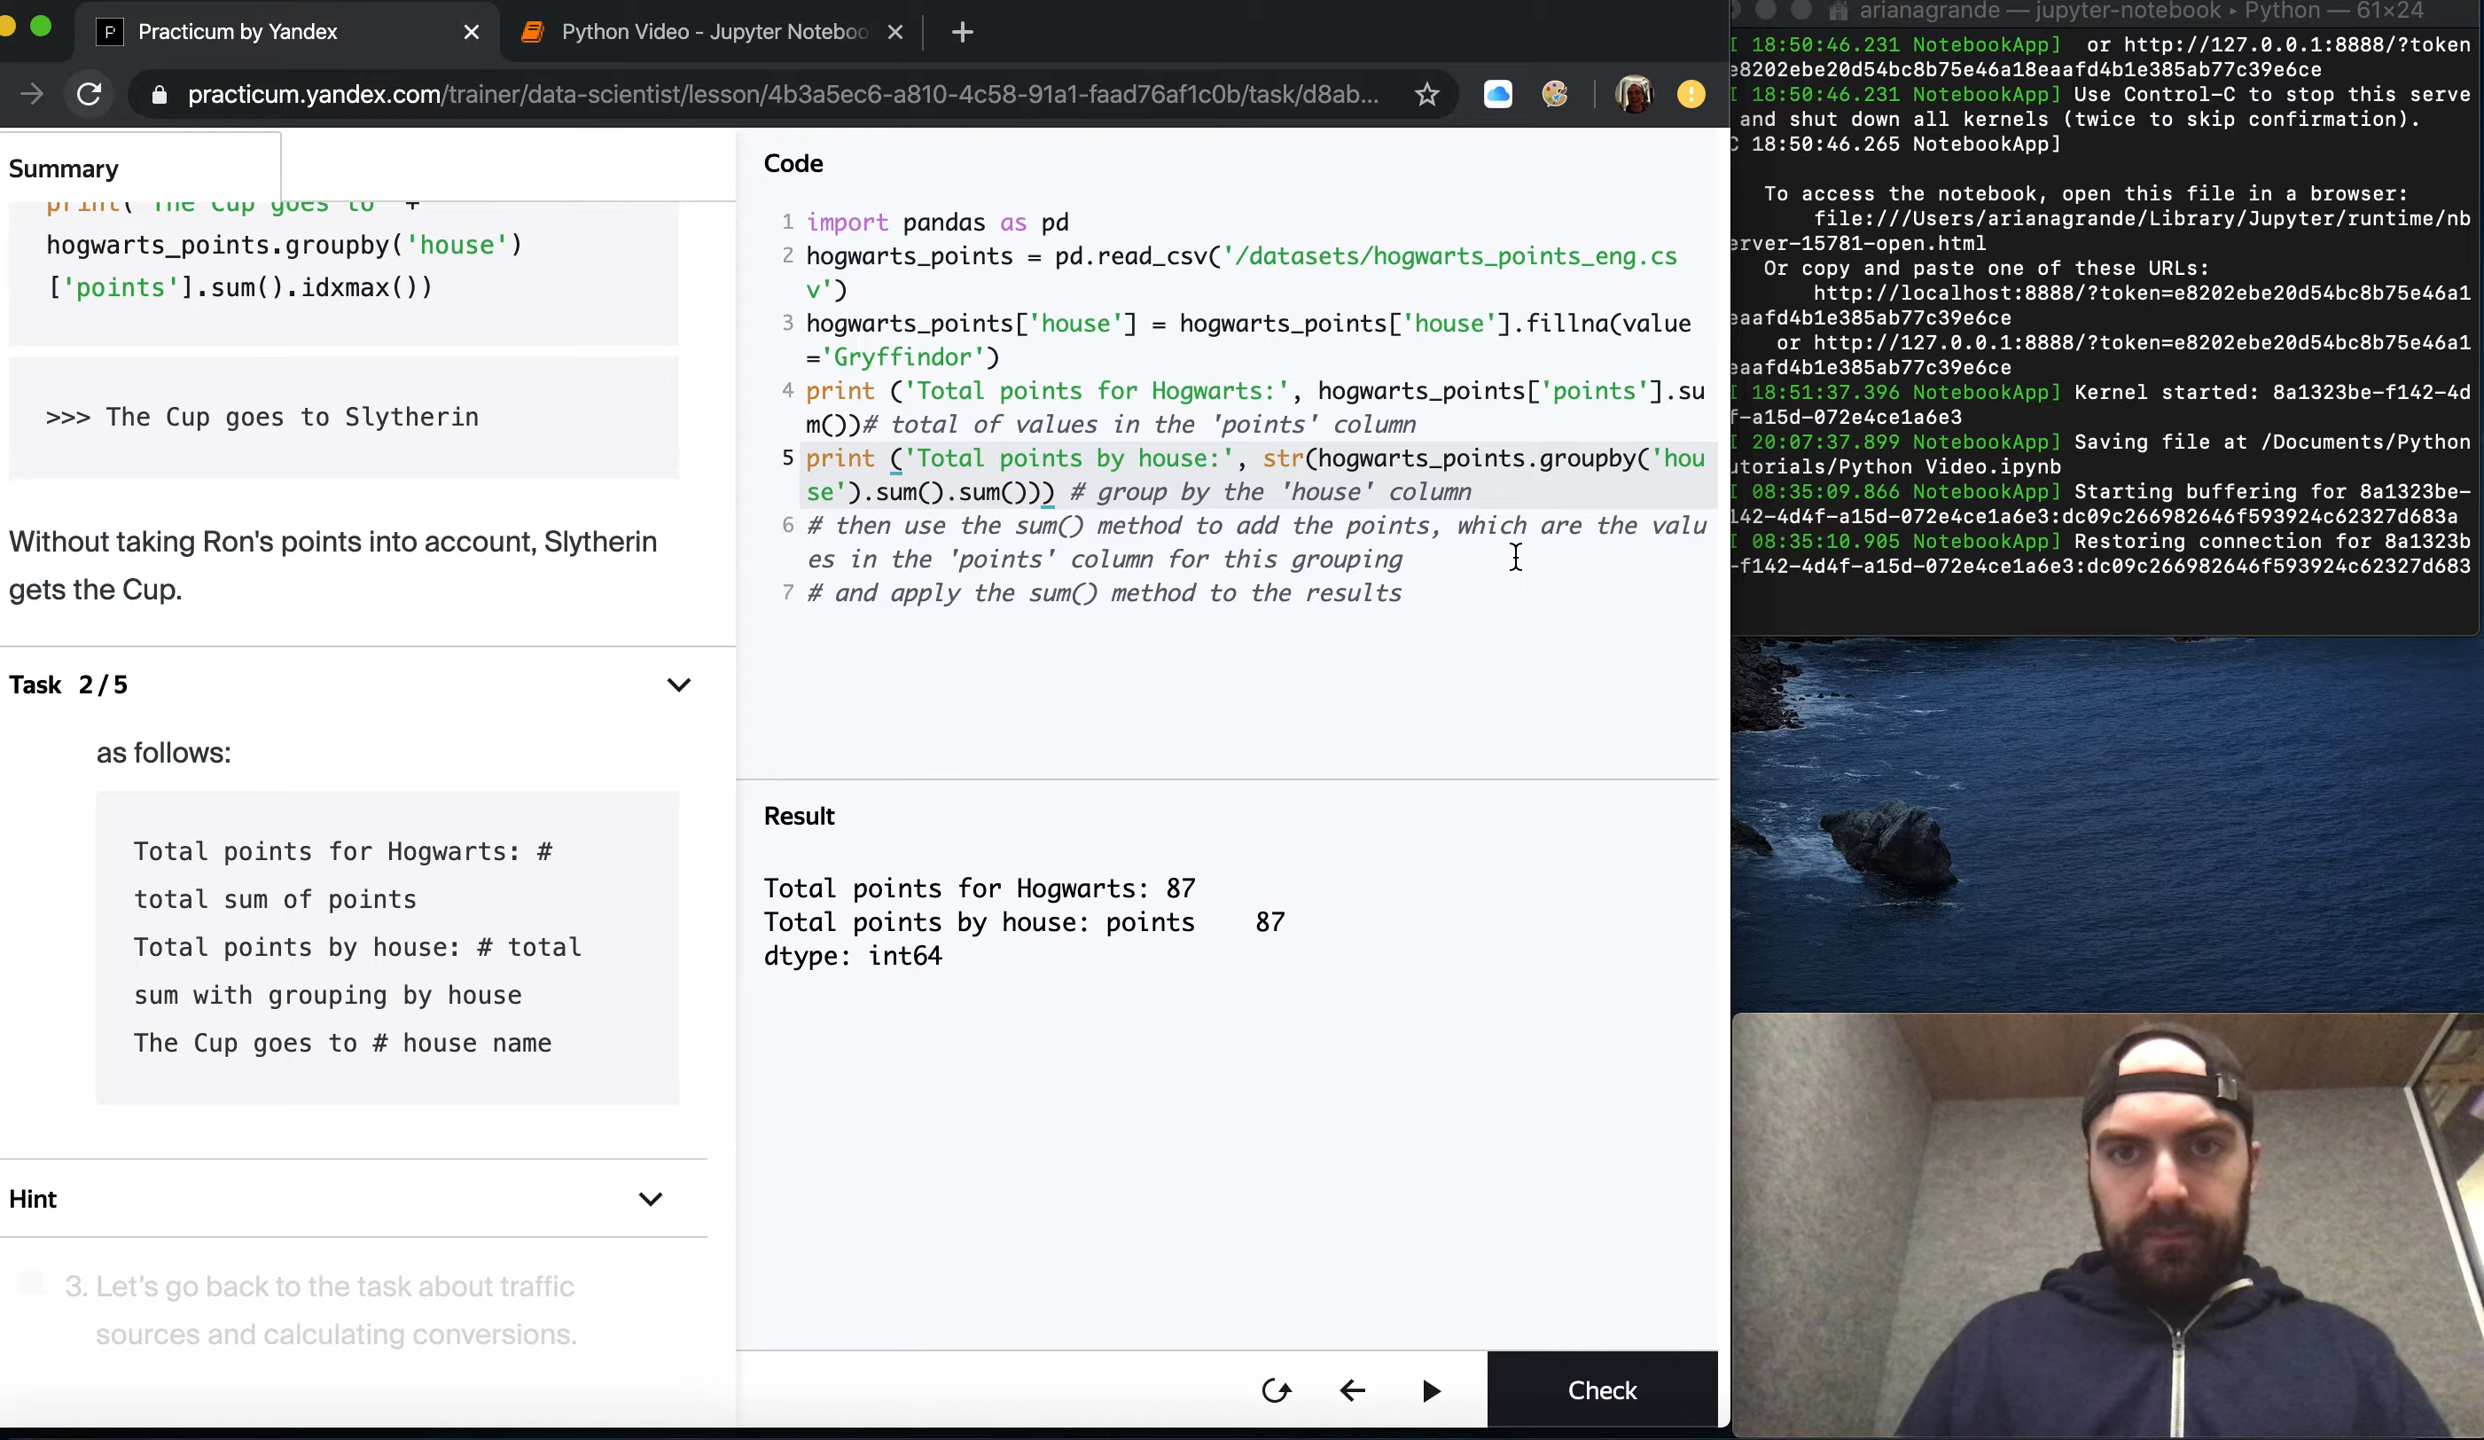 Practicum by Yandex
Python Video - Jupyter Noteboo
practicum.yandex.com/trainer/data-scientist/lesson/4b3a5ec6-a810-4c58-91a1-faad76af1c0b/task/d8ab...
Summary
print("The Cup goes to " +
hogwarts_points.groupby('house')
['points'].sum().idxmax())
>>> The Cup goes to Slytherin
Without taking Ron's points into account, Slytherin
gets the Cup.
Task 2/5
as follows:
Total points for Hogwarts: #
total sum of points
Total points by house: # total
sum with grouping by house
The Cup goes to # house name
Hint
3. Let's go back to the task about traffic
sources and calculating conversions.
Code
1 import pandas as pd
2 hogwarts_points = pd.read_csv('/datasets/hogwarts_points_eng.cs
v')
3 hogwarts_points['house'] = hogwarts_points['house'].fillna(value
='Gryffindor')
4 print ('Total points for Hogwarts:', hogwarts_points['points'].su
m())# total of values in the 'points' column
5 print ('Total points by house:', str(hogwarts_points.groupby('hou
se').sum().sum())) # group by the 'house' column
6 # then use the sum() method to add the points, which are the valu
es in the 'points' column for this grouping
7 # and apply the sum() method to the results
Result
Total points for Hogwarts: 87
Total points by house: points 87
dtype: int64
Check
arianagrande — jupyter-notebook ▸ Python — 61×24
I 18:50:46.231 NotebookApp] or http://127.0.0.1:8888/?token
e8202ebe20d54bc8b75e46a18eaafd4b1e385ab77c39e6ce
I 18:50:46.231 NotebookApp] Use Control-C to stop this serve
and shut down all kernels (twice to skip confirmation).
C 18:50:46.265 NotebookApp]
To access the notebook, open this file in a browser:
file:///Users/arianagrande/Library/Jupyter/runtime/nb
erver-15781-open.html
Or copy and paste one of these URLs:
http://localhost:8888/?token=e8202ebe20d54bc8b75e46a1
eaafd4b1e385ab77c39e6ce
or http://127.0.0.1:8888/?token=e8202ebe20d54bc8b75e46a1
eaafd4b1e385ab77c39e6ce
I 18:51:37.396 NotebookApp] Kernel started: 8a1323be-f142-4d
f-a15d-072e4ce1a6e3
I 20:07:37.899 NotebookApp] Saving file at /Documents/Python
utorials/Python Video.ipynb
I 08:35:09.866 NotebookApp] Starting buffering for 8a1323be-
142-4d4f-a15d-072e4ce1a6e3:dc09c266982646f593924c62327d683a
I 08:35:10.905 NotebookApp] Restoring connection for 8a1323b
-f142-4d4f-a15d-072e4ce1a6e3:dc09c266982646f593924c62327d683